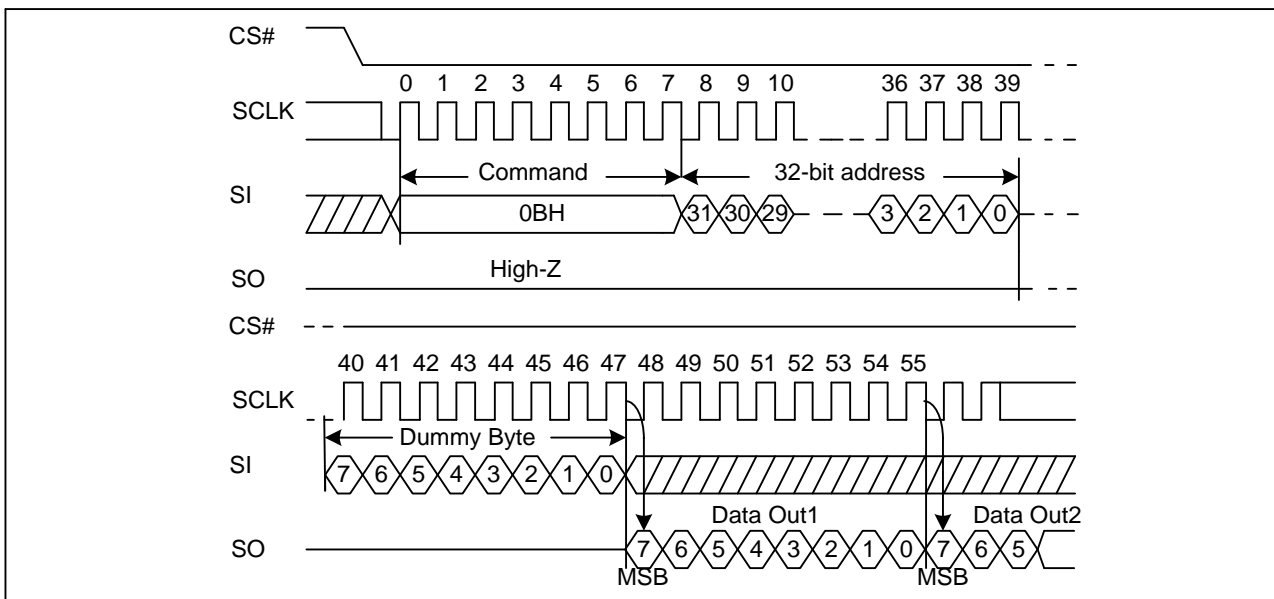 CS#
0 1 2 3 4 5 6 7 8 9 10 36 37 38 39
SCLK
Command 32-bit address
SI
0BH 31 30 29 3 2 1 0
High-Z
SO
CS#
40 41 42 43 44 45 46 47 48 49 50 51 52 53 54 55
SCLK
Dummy Byte
SI 7 6 5 4 3 2 1 0
Data Out1 Data Out2
SO 7 6 5 4 3 2 1 0 7 6 5
MSB MSB